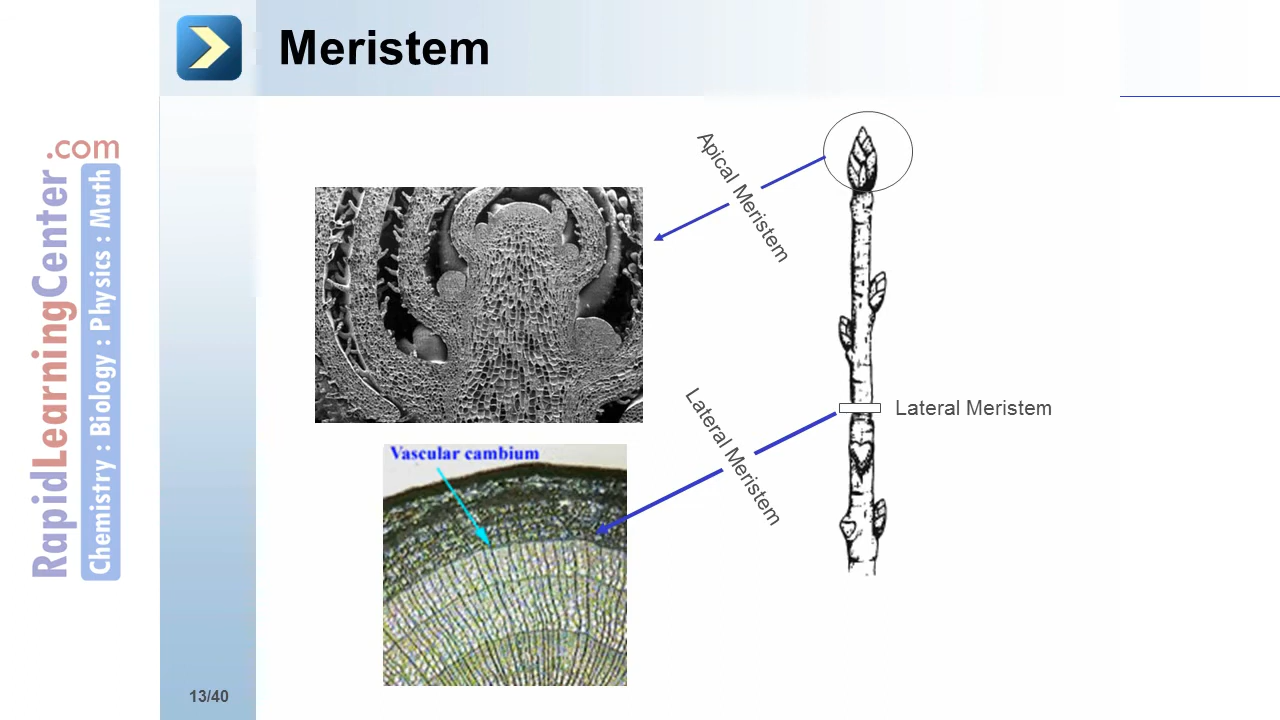 Meristem
RapidLearningCenter.com
Chemistry : Biology : Physics : Math
Apical Meristem
Lateral Meristem
Lateral Meristem
Vascular cambium
13/40